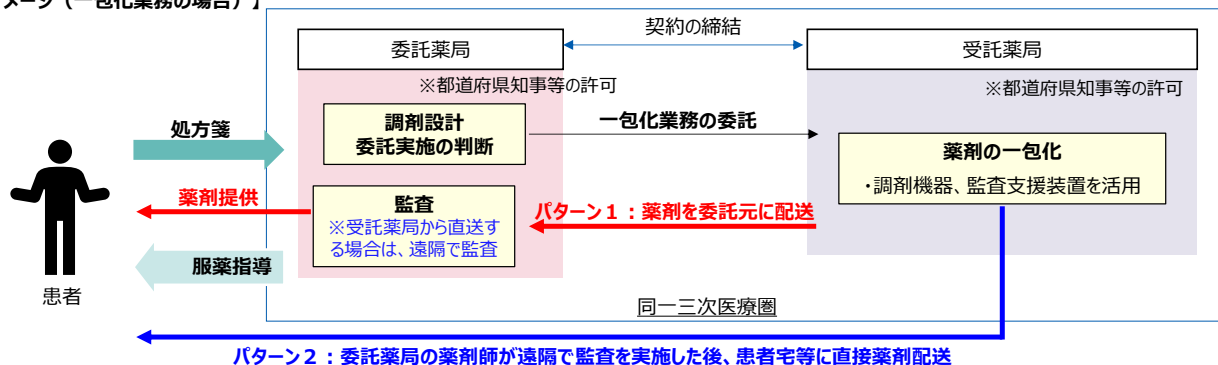 メージ（一包化業務の場合）】
契約の締結
委託薬局
受託薬局
※都道府県知事等の許可
※都道府県知事等の許可
処方箋
調剤設計
委託実施の判断
一包化業務の委託
薬剤の一包化
・調剤機器、監査支援装置を活用
薬剤提供
監査
※受託薬局から直送す
る場合は、遠隔で監査
パターン１：薬剤を委託元に配送
服薬指導
患者
同一三次医療圏
パターン２：委託薬局の薬剤師が遠隔で監査を実施した後、患者宅等に直接薬剤配送